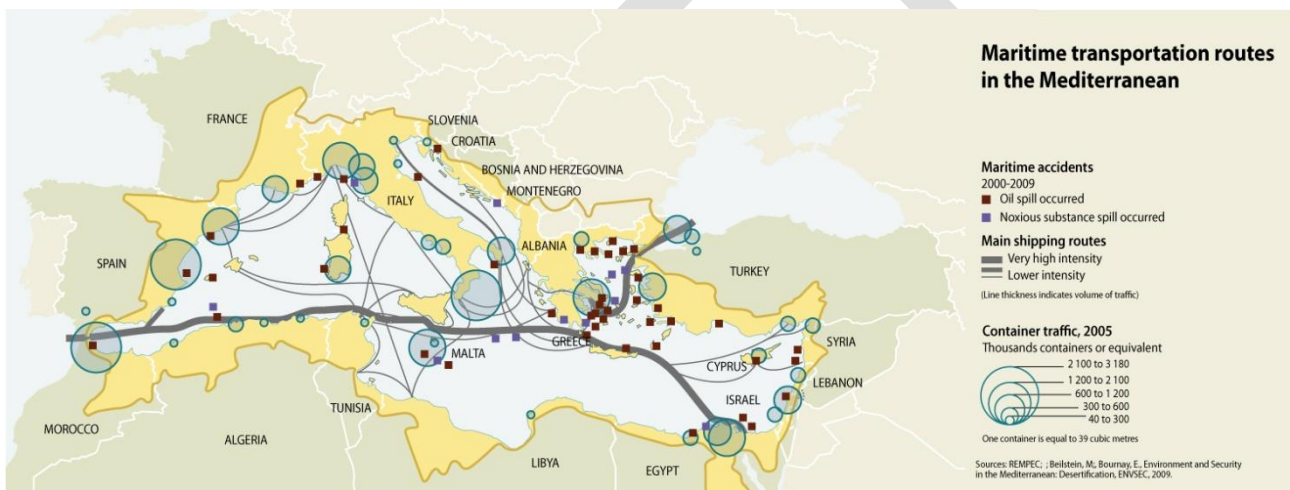 Maritime transportation routes
in the Mediterranean
FRANCE
SLOVENIA
CROATIA
BOSNIA AND HERZEGOVINA
MONTENEGRO
ITALY
ALBANIA
SPAIN
TURKEY
GREECE
MALTA
CYPRUS
SYRIA
LEBANON
ISRAEL
TUNISIA
MOROCCO
ALGERIA
LIBYA
EGYPT
Maritime accidents
2000-2009
Oil spill occurred
Noxious substance spill occurred
Main shipping routes
Very high intensity
Lower intensity
(Line thickness indicates volume of traffic)
Container traffic, 2005
Thousands containers or equivalent
2 100 to 3 180
1 200 to 2 100
600 to 1 200
300 to 600
40 to 300
One container is equal to 39 cubic metres
Sources: REMPEC; ; Beilstein, M;, Bournay, E., Environment and Security
in the Mediterranean: Desertification, ENVSEC, 2009.